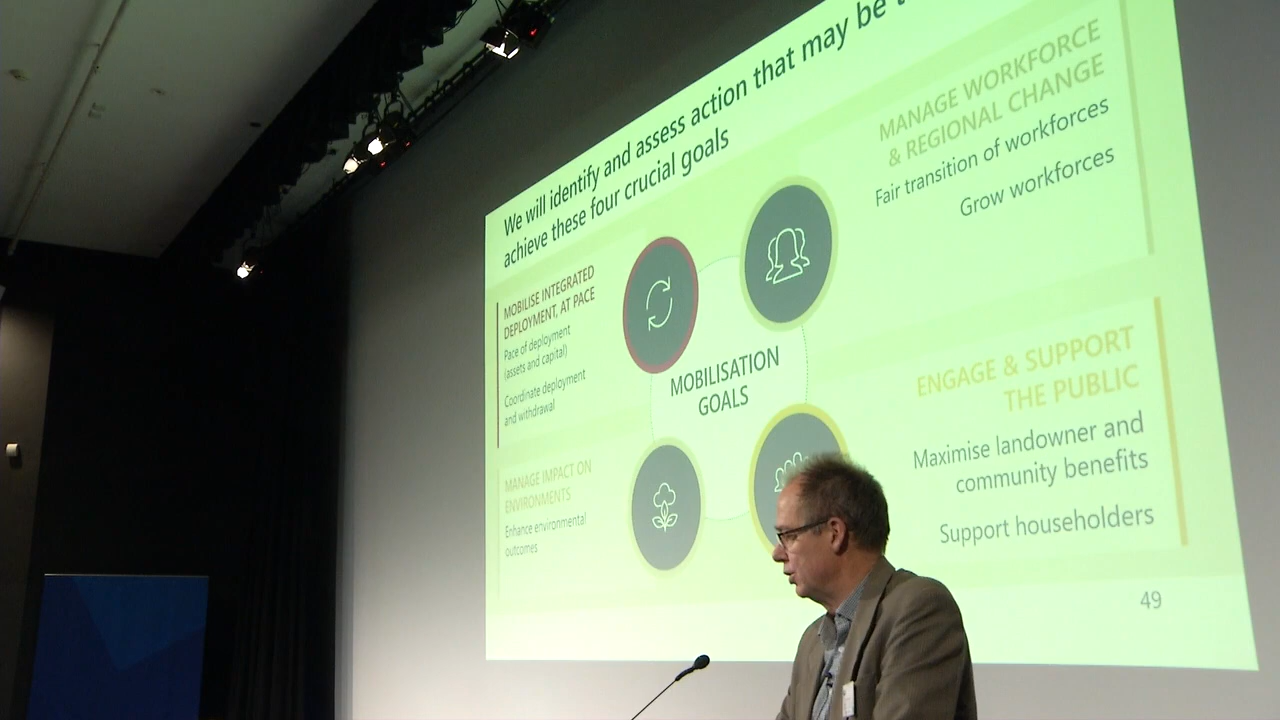 We will identify and assess action that may be
achieve these four crucial goals
MOBILISE INTEGRATED
DEPLOYMENT, AT PACE
Pace of deployment
(assets and capital)
Coordinate deployment
and withdrawal
MANAGE IMPACT ON
ENVIRONMENTS
Enhance environmental
outcomes
MOBILISATION
GOALS
MANAGE WORKFORCE
& REGIONAL CHANGE
Fair transition of workforces
Grow workforces
ENGAGE & SUPPORT
THE PUBLIC
Maximise landowner and
community benefits
Support householders
49